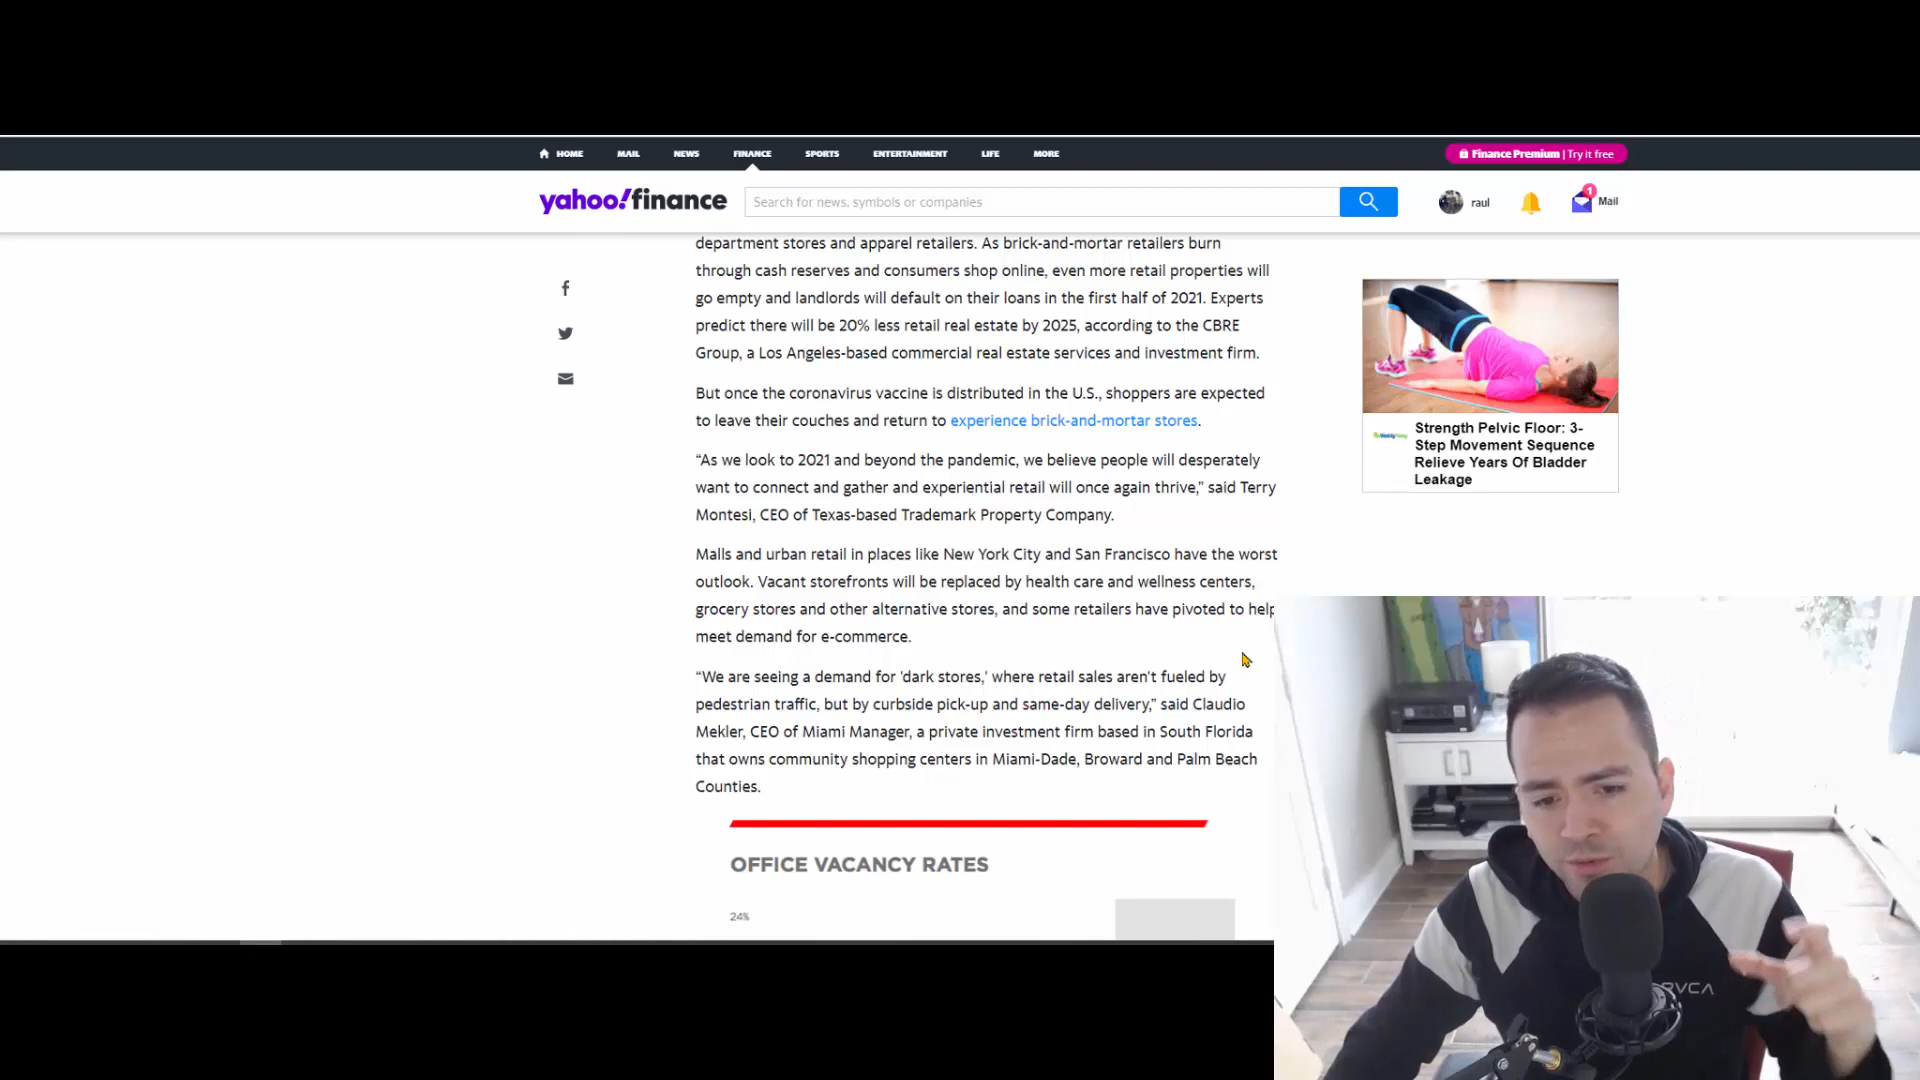 HOME MAIL NEWS FINANCE SPORTS ENTERTAINMENT LIFE MORE
Finance Premium | Try it free
yahoo!finance
Search for news, symbols or companies
raul
1
Mail
department stores and apparel retailers. As brick-and-mortar retailers burn
through cash reserves and consumers shop online, even more retail properties will
go empty and landlords will default on their loans in the first half of 2021. Experts
predict there will be 20% less retail real estate by 2025, according to the CBRE
Group, a Los Angeles-based commercial real estate services and investment firm.
But once the coronavirus vaccine is distributed in the U.S., shoppers are expected
to leave their couches and return to experience brick-and-mortar stores.
“As we look to 2021 and beyond the pandemic, we believe people will desperately
want to connect and gather and experiential retail will once again thrive,” said Terry
Montesi, CEO of Texas-based Trademark Property Company.
Malls and urban retail in places like New York City and San Francisco have the worst
outlook. Vacant storefronts will be replaced by health care and wellness centers,
grocery stores and other alternative stores, and some retailers have pivoted to help
meet demand for e-commerce.
“We are seeing a demand for 'dark stores,' where retail sales aren't fueled by
pedestrian traffic, but by curbside pick-up and same-day delivery,” said Claudio
Mekler, CEO of Miami Manager, a private investment firm based in South Florida
that owns community shopping centers in Miami-Dade, Broward and Palm Beach
Counties.
OFFICE VACANCY RATES
24%
Strength Pelvic Floor: 3-
Step Movement Sequence
Relieve Years Of Bladder
Leakage
RVCA